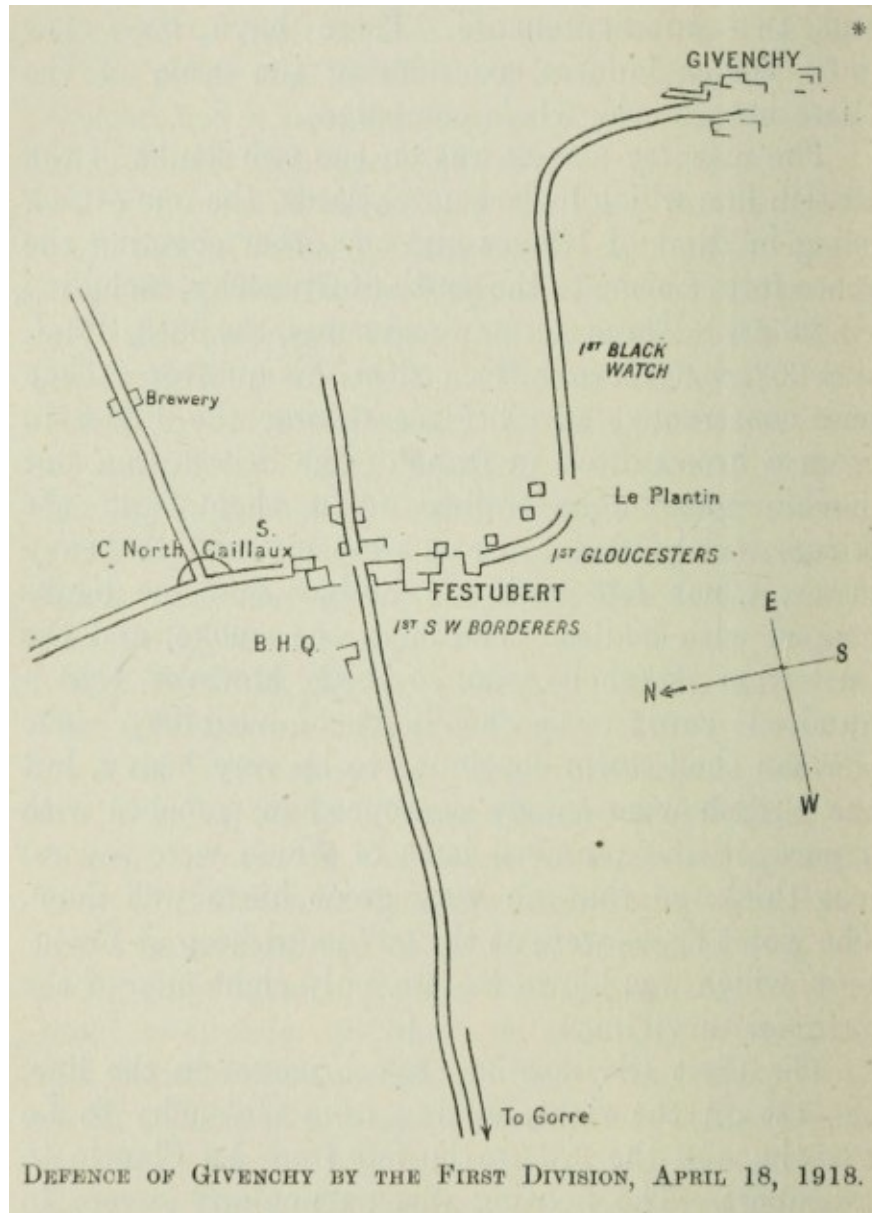 *
GIVENCHY
1ST BLACK
WATCH
Brewery
Le Plantin
S.
C North Caillaux
1ST GLOUCESTERS
FESTUBERT
1ST S W BORDERERS
B.H.Q.
E
S
N
W
To Gorre
DEFENCE OF GIVENCHY BY THE FIRST DIVISION, APRIL 18, 1918.